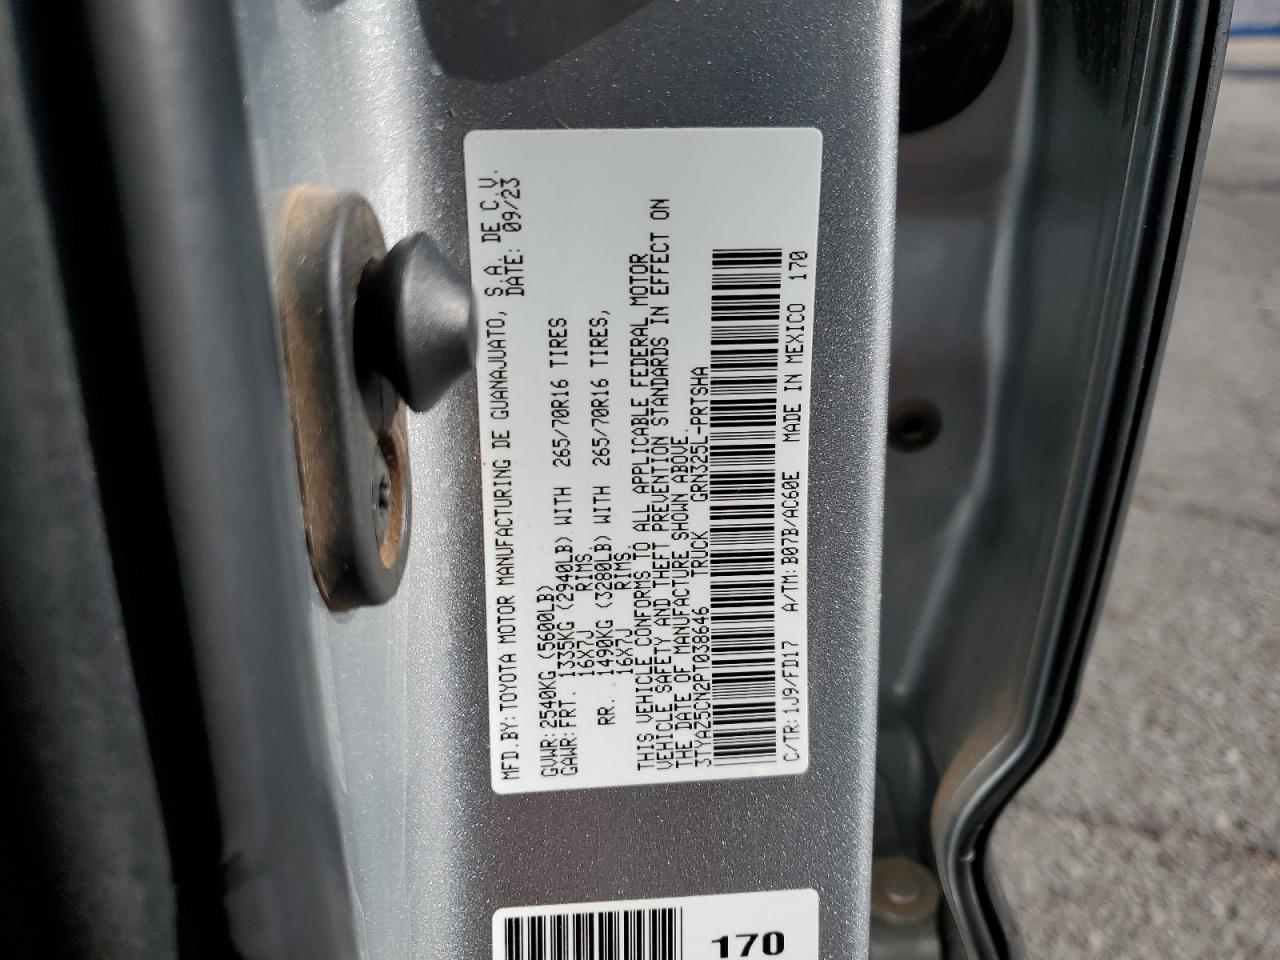 MFD.BY: TOYOTA MOTOR MANUFACTURING DE GUANAJUATO, S.A. DE C.V.
DATE: 09/23
GVWR: 2540KG (5600LB)
GAWR: FRT. 1335KG (2940LB) WITH 265/70R16 TIRES
16X7J RIMS
RR. 1490KG (3280LB) WITH 265/70R16 TIRES,
16X7J RIMS.
THIS VEHICLE CONFORMS TO ALL APPLICABLE FEDERAL MOTOR
VEHICLE SAFETY AND THEFT PREVENTION STANDARDS IN EFFECT ON
THE DATE OF MANUFACTURE SHOWN ABOVE.
3TYAZ5CN2PT038646 TRUCK GRN325L-PRTSHA
C/TR: 1J9/FD17 A/TM: B07B/AC60E MADE IN MEXICO 170
170